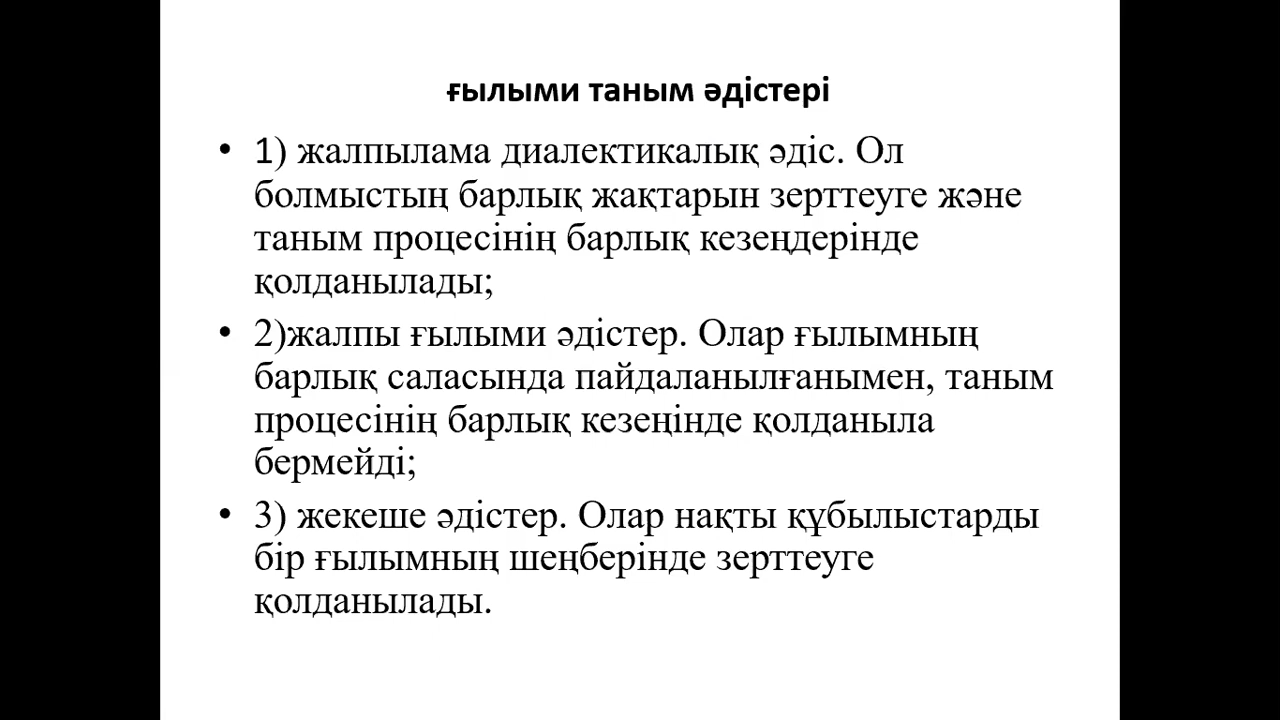 ғылыми таным әдістері
• 1) жалпылама диалектикалық әдіс. Ол
болмыстың барлық жақтарын зерттеуге және
таным процесінің барлық кезеңдерінде
қолданылады;
• 2)жалпы ғылыми әдістер. Олар ғылымның
барлық саласында пайдаланылғанымен, таным
процесінің барлық кезеңінде қолданыла
бермейді;
• 3) жекеше әдістер. Олар нақты құбылыстарды
бір ғылымның шеңберінде зерттеуге
қолданылады.